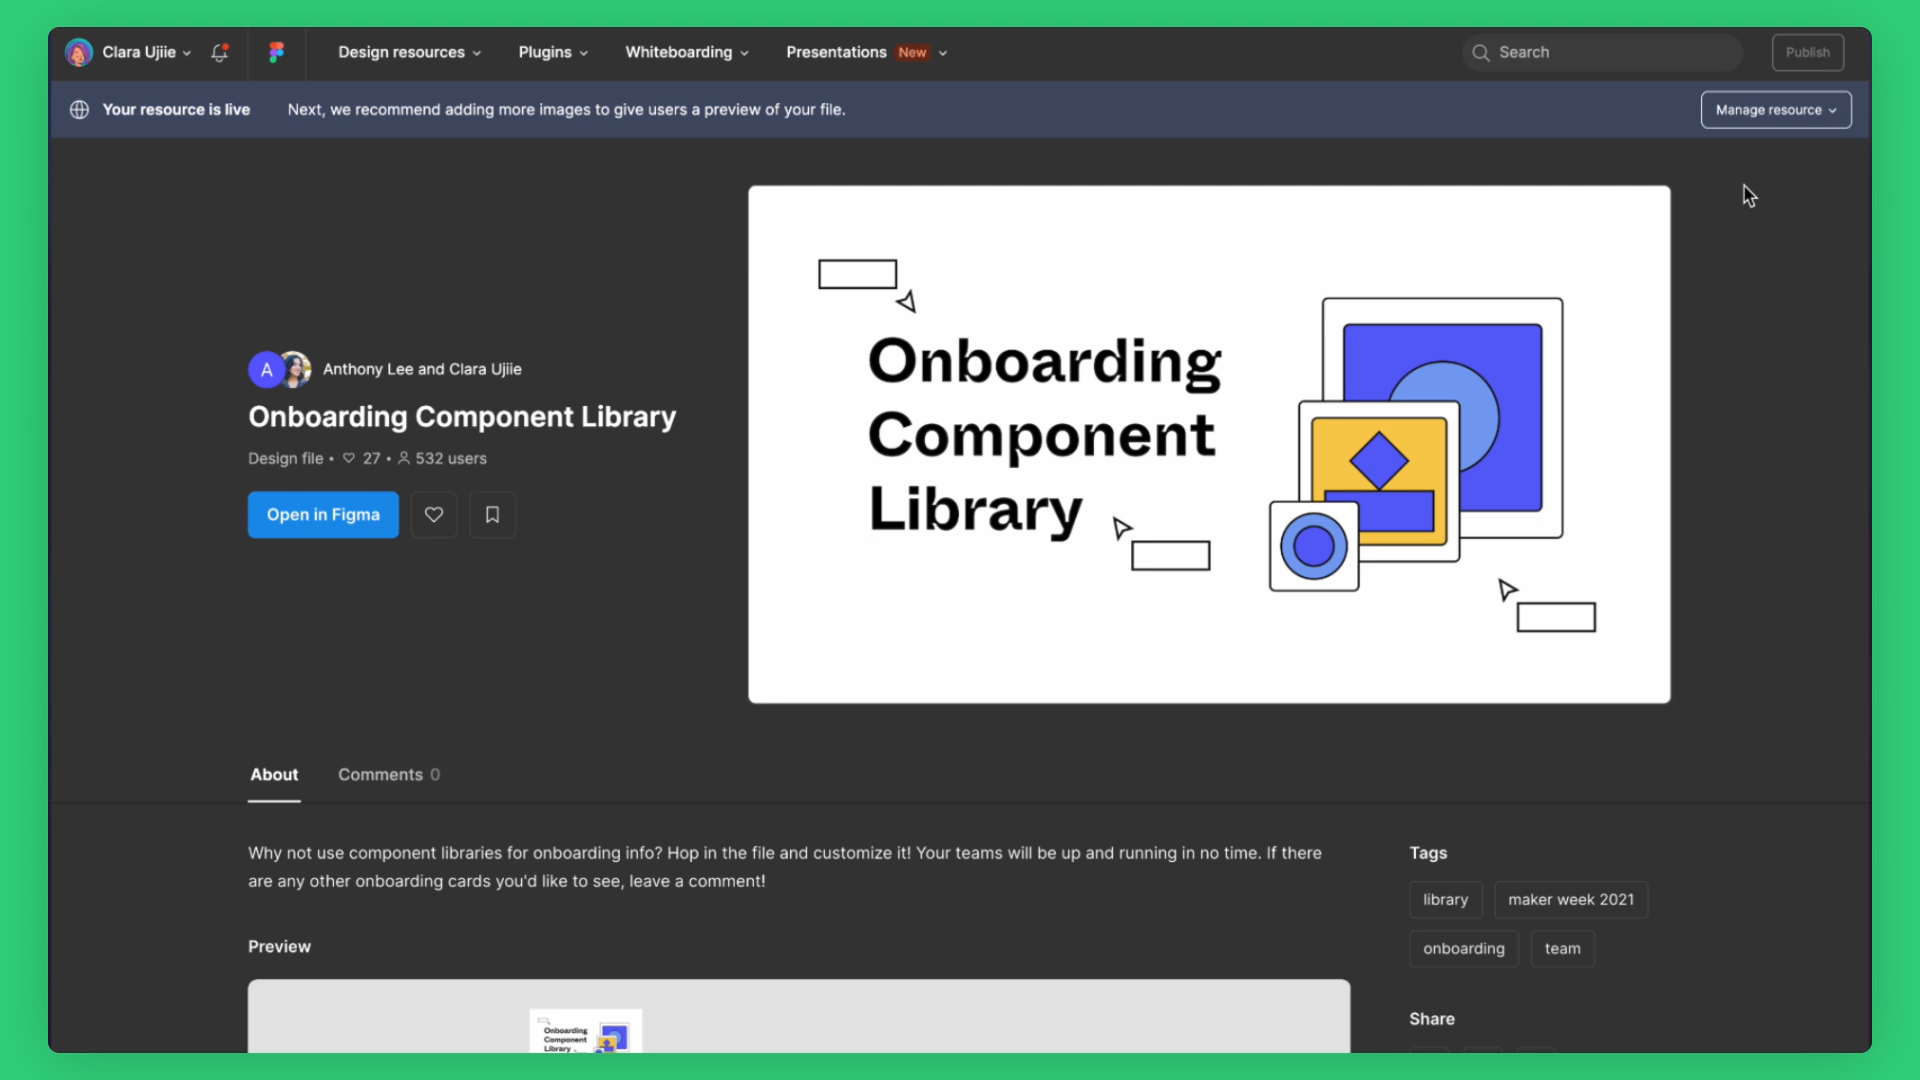 Clara Ujiie
Design resources
Plugins
Whiteboarding
Presentations New
Search
Publish
Your resource is live
Next, we recommend adding more images to give users a preview of your file.
Manage resource
A
Anthony Lee and Clara Ujiie
Onboarding Component Library
Design file • 27 • 532 users
Open in Figma
Onboarding
Component
Library
About
Comments 0
Why not use component libraries for onboarding info? Hop in the file and customize it! Your teams will be up and running in no time. If there
are any other onboarding cards you'd like to see, leave a comment!
Preview
Onboarding
Component
Library
Tags
library
maker week 2021
onboarding
team
Share